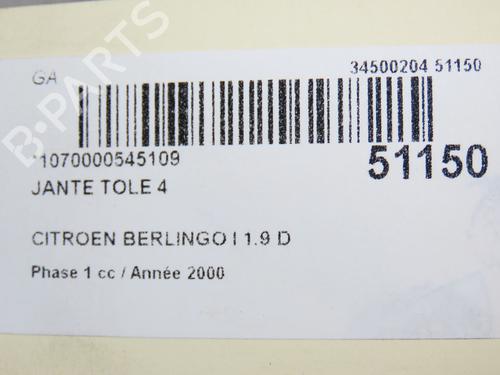 GA
34500204 51150
*1070000545109
51150
JANTE TOLE 4
CITROEN BERLINGO I 1.9 D
Phase 1 cc / Année 2000
B-PARTS